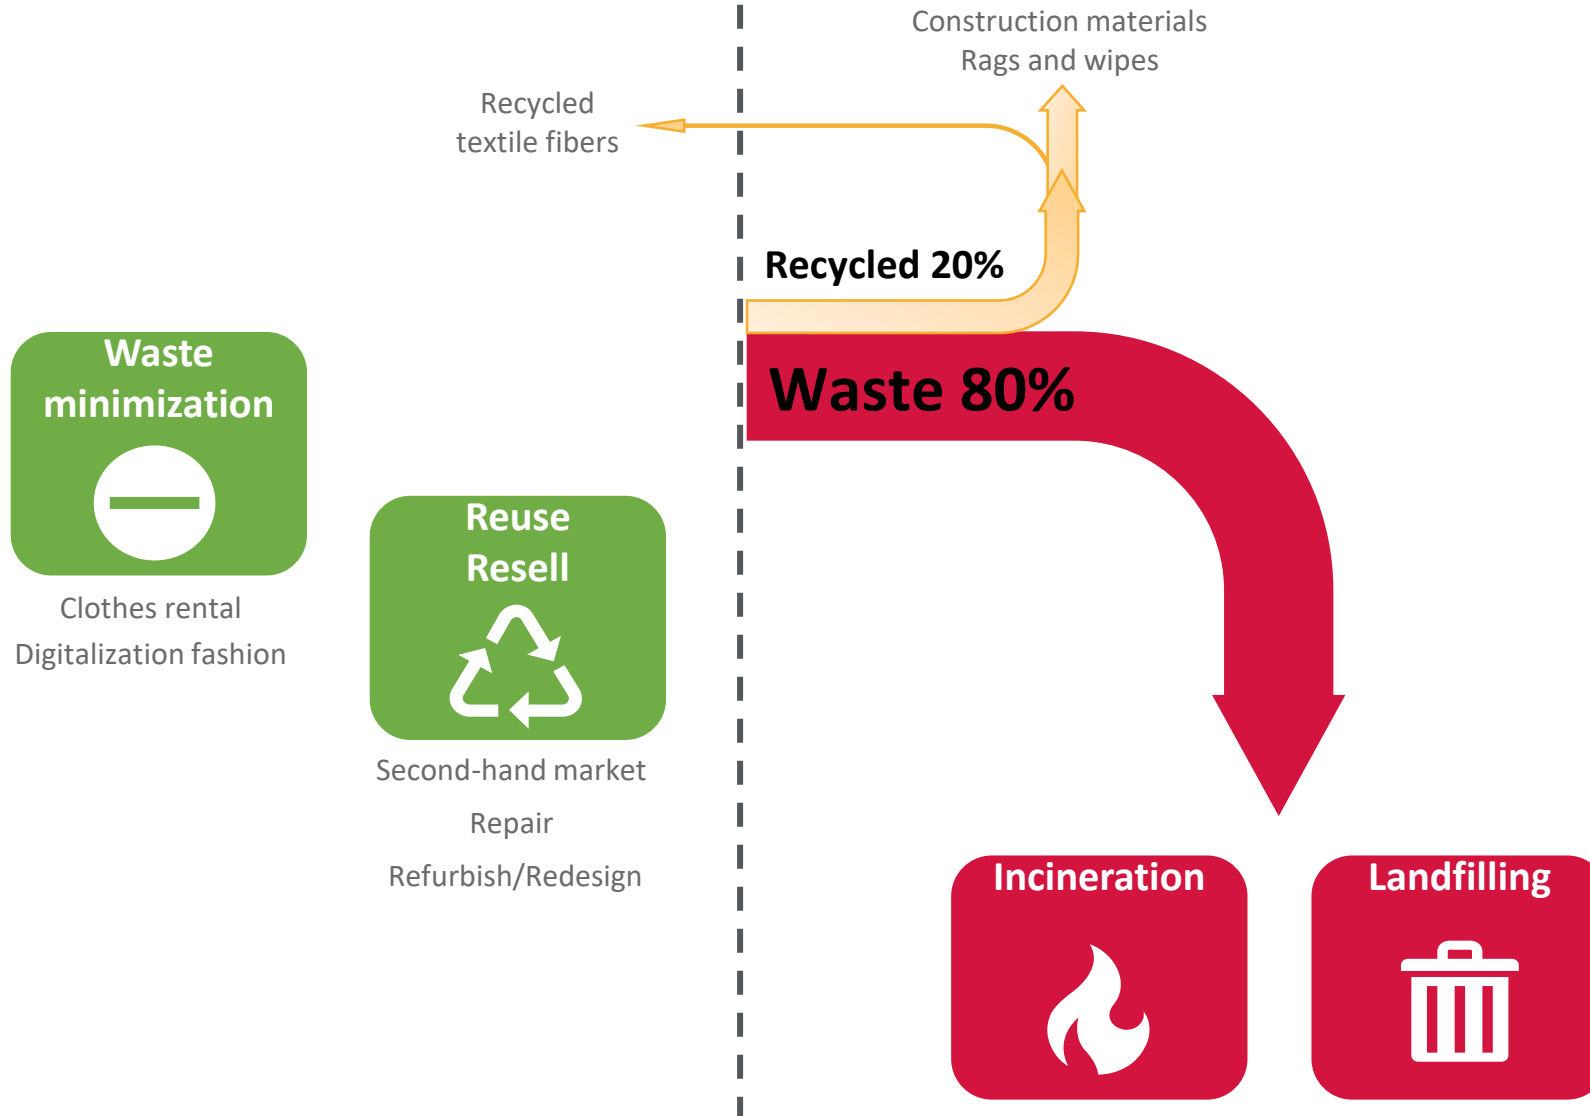 Construction materials
Rags and wipes
Recycled
textile fibers
Recycled 20%
Waste 80%
Waste
minimization
Clothes rental
Digitalization fashion
Reuse
Resell
Second-hand market
Repair
Refurbish/Redesign
Incineration
Landfilling